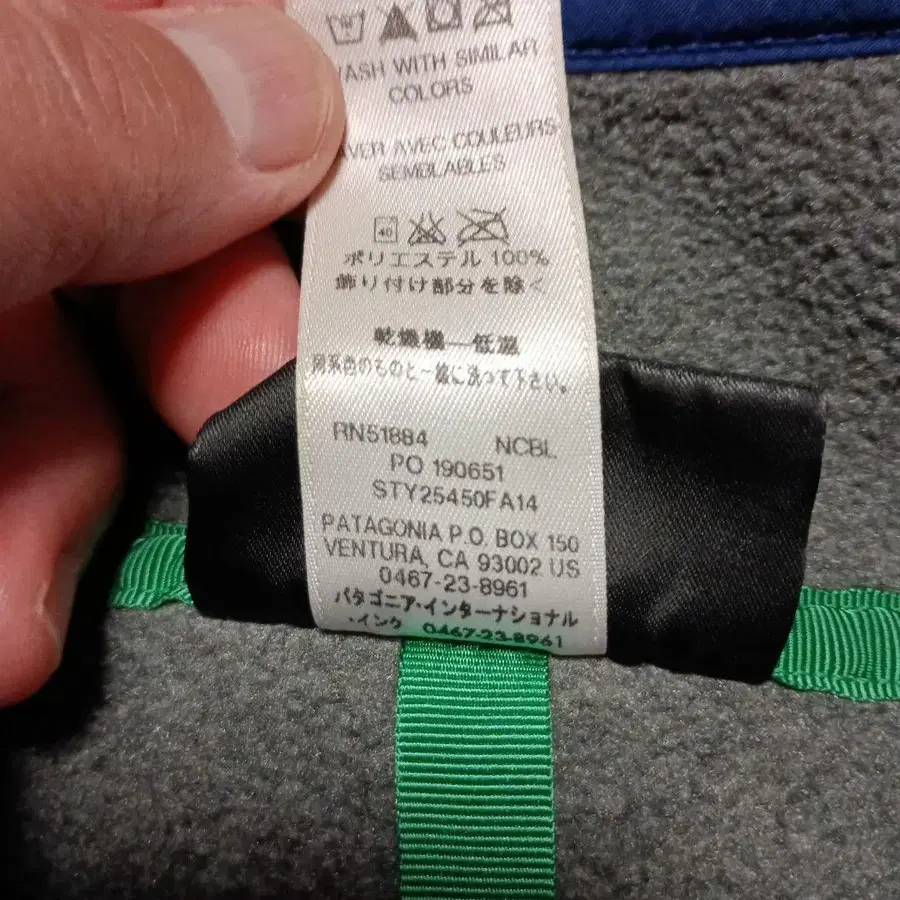 WASH WITH SIMILAR
COLORS
LAVER AVEC COULEURS
SEMBLABLES
40
ポリエステル 100%
飾り付け部分を除く
乾燥機—低温
同系色のものと一緒に洗って下さい。
RN51884 NCBL
PO 190651
STY25450FA14
PATAGONIA P.O. BOX 150
VENTURA, CA 93002 US
0467-23-8961
パタゴニア・インターナショナル
・インク 0467-23-8961